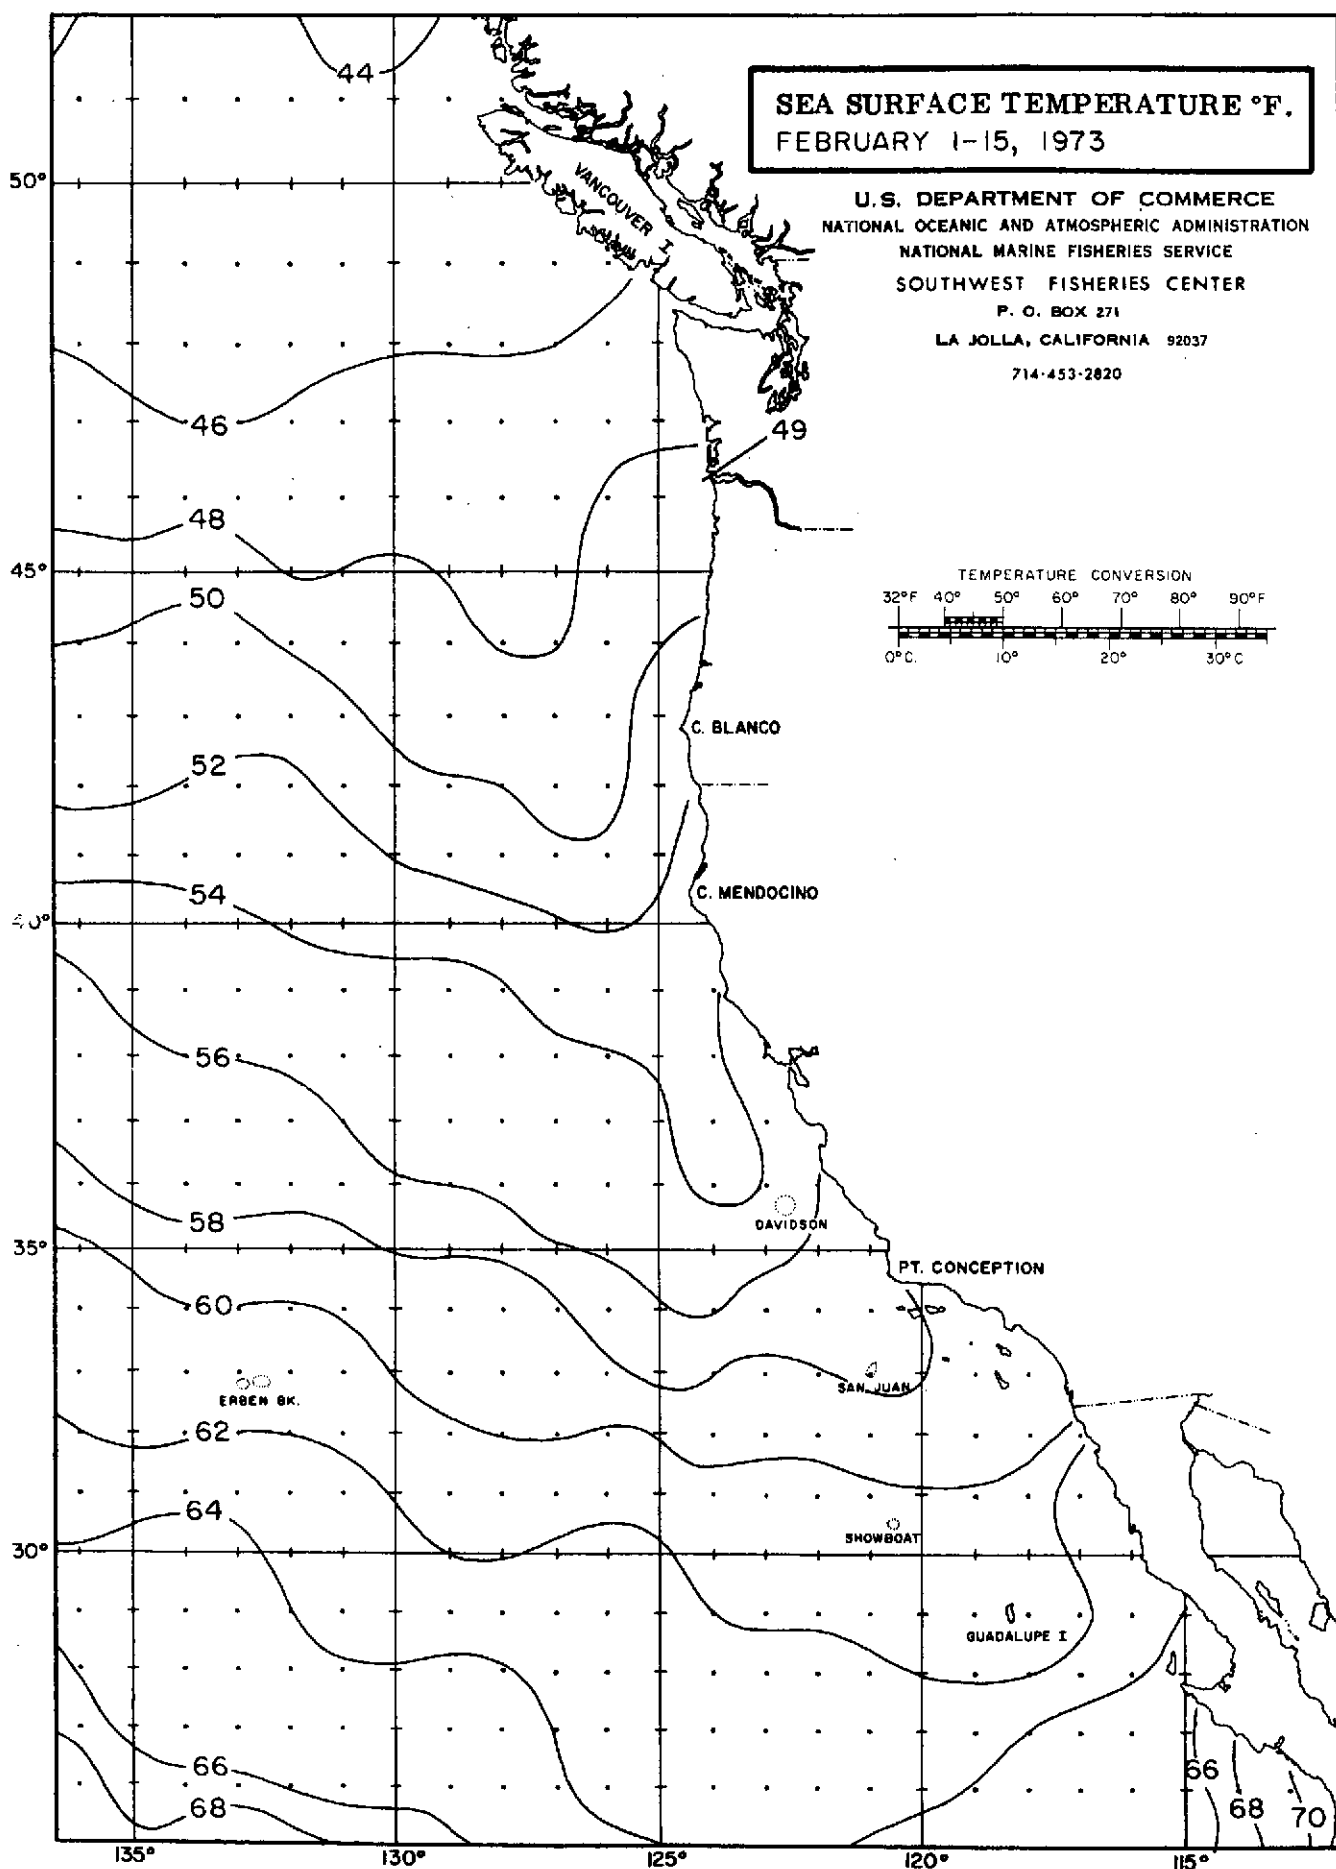 44
SEA SURFACE TEMPERATURE °F.
FEBRUARY 1-15, 1973
50°
VANCOUVER I
U.S. DEPARTMENT OF COMMERCE
NATIONAL OCEANIC AND ATMOSPHERIC ADMINISTRATION
NATIONAL MARINE FISHERIES SERVICE
SOUTHWEST FISHERIES CENTER
P. O. BOX 271
LA JOLLA, CALIFORNIA 92037
714-453-2820
46
49
48
45°
TEMPERATURE CONVERSION
32°F 40° 50° 60° 70° 80° 90°F
0°C. 10° 20° 30°C
50
C. BLANCO
52
54
C. MENDOCINO
40°
56
58
DAVIDSON
35°
PT. CONCEPTION
60
SAN JUAN
ERBEN BK.
62
64
SHOWBOAT
30°
GUADALUPE I
66
66
68
68
70
135° 130° 125° 120° 115°